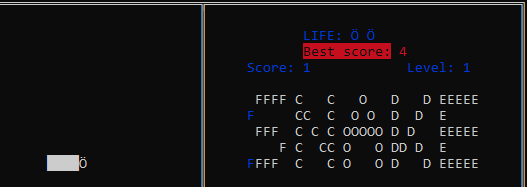 LIFE: Ö Ö
Best score: 4
Score: 1 Level: 1
FFFF C   C   O   D   D EEEEE
F     CC  C  O O  D  D  E
FFF  C C C OOOOO D D   EEEEE
F C  CC O   O DD D  E
FFFF  C   C O   O D   D EEEEE
Ö